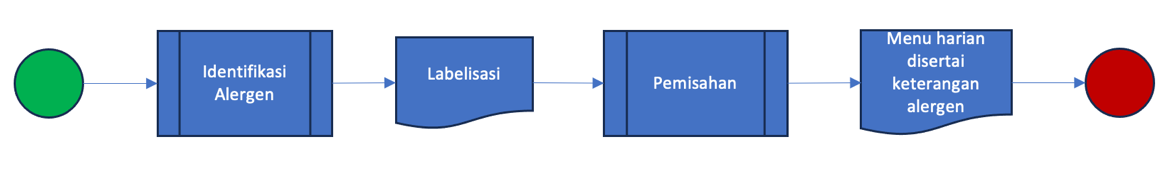 Identifikasi
Alergen
Labelisasi
Pemisahan
Menu harian
disertai
keterangan
alergen